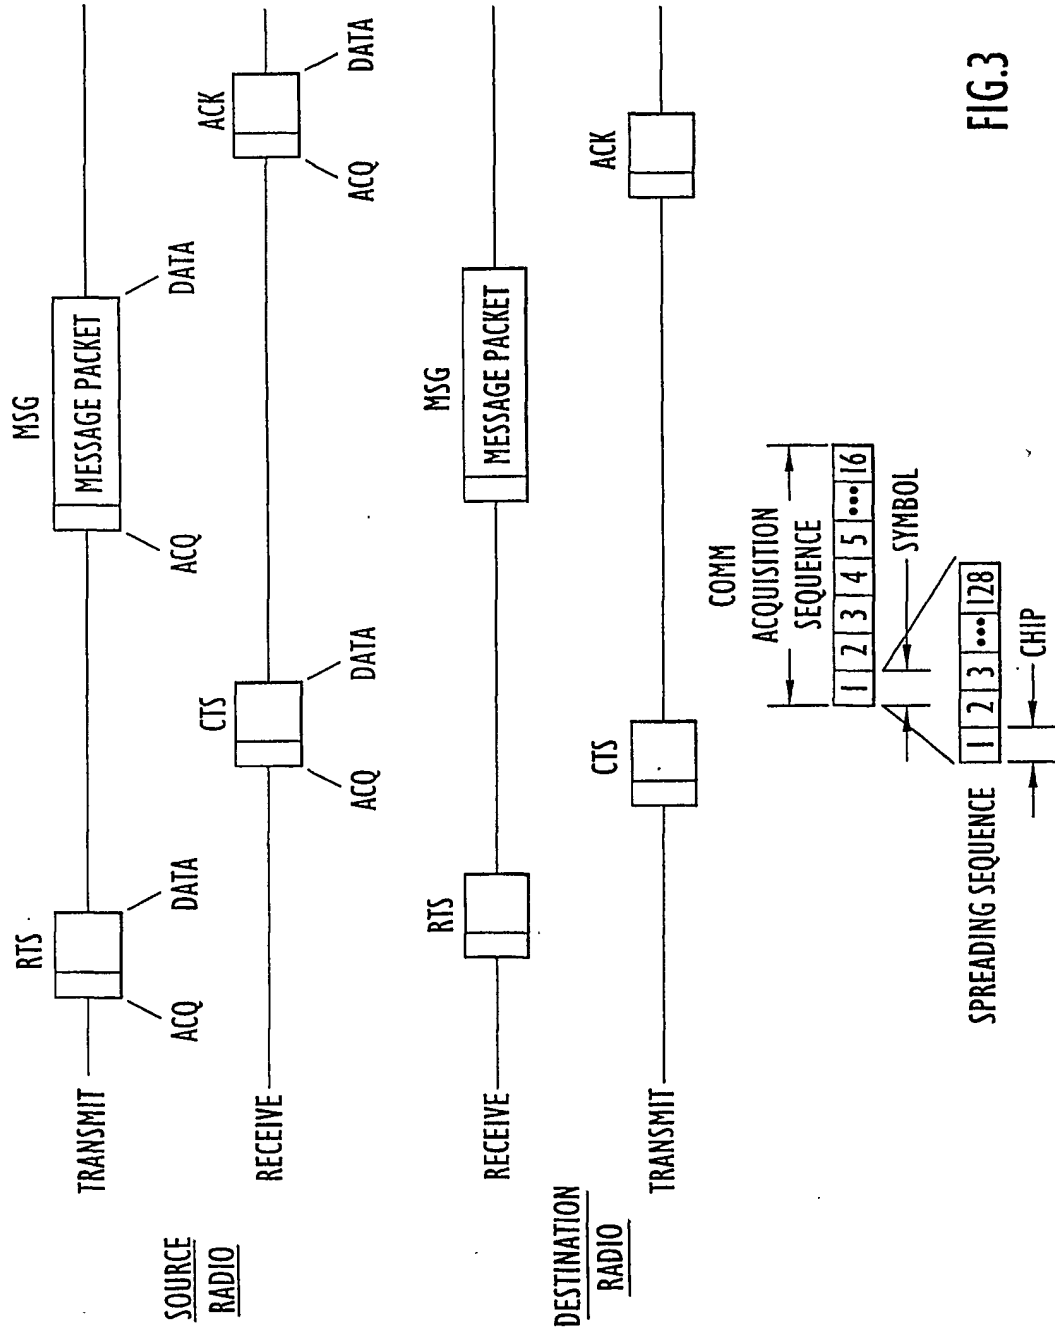 SOURCE
RADIO
TRANSMIT
RTS
ACQ
DATA
MSG
MESSAGE PACKET
ACQ
DATA
RECEIVE
CTS
ACQ
DATA
ACK
ACQ
DATA
DESTINATION
RADIO
RECEIVE
RTS
MSG
MESSAGE PACKET
TRANSMIT
CTS
ACK
COMM
ACQUISITION
SEQUENCE
1 2 3 4 5 ••• 16
SYMBOL
SPREADING SEQUENCE
1 2 3 ••• 128
CHIP
FIG.3